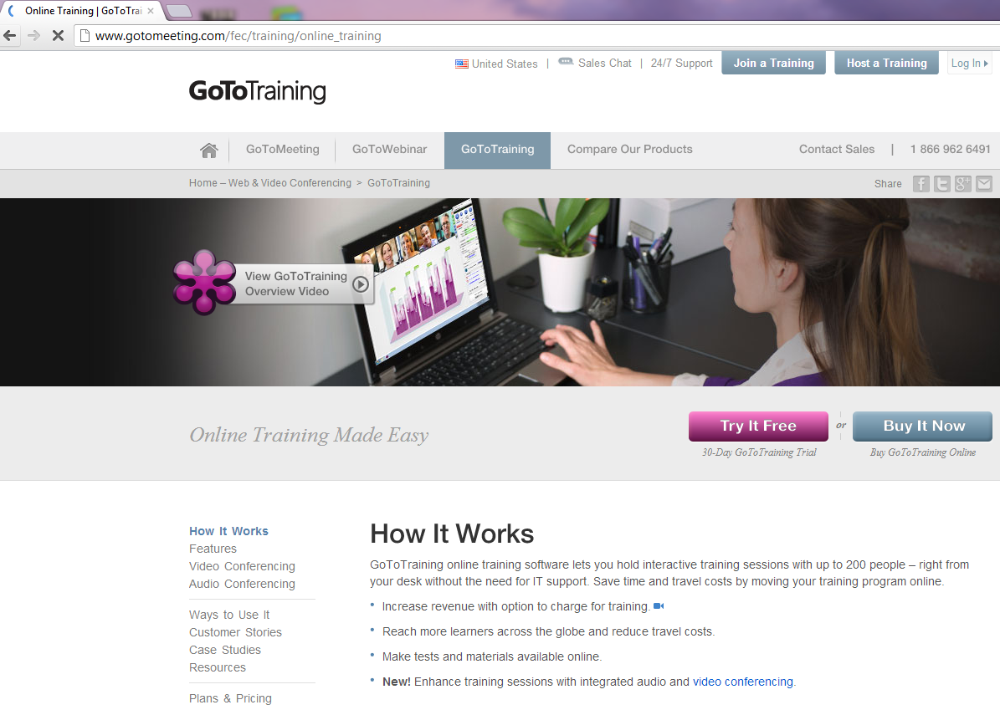 Online Training | GoToTrai
www.gotomeeting.com/fec/training/online_training
United States | Sales Chat | 24/7 Support Join a Training Host a Training Log In
GoToTraining
GoToMeeting GoToWebinar GoToTraining Compare Our Products Contact Sales | 1 866 962 6491
Home – Web & Video Conferencing > GoToTraining Share
View GoToTraining
Overview Video
Online Training Made Easy
Try It Free or Buy It Now
30-Day GoToTraining Trial Buy GoToTraining Online
How It Works
Features
Video Conferencing
Audio Conferencing
Ways to Use It
Customer Stories
Case Studies
Resources
Plans & Pricing
How It Works
GoToTraining online training software lets you hold interactive training sessions with up to 200 people – right from
your desk without the need for IT support. Save time and travel costs by moving your training program online.
• Increase revenue with option to charge for training.
• Reach more learners across the globe and reduce travel costs.
• Make tests and materials available online.
• New! Enhance training sessions with integrated audio and video conferencing.